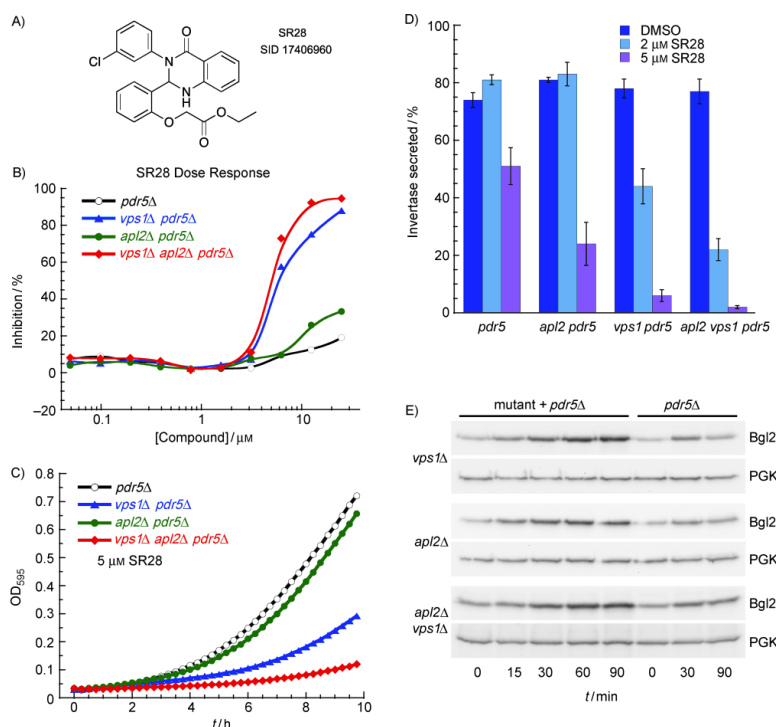 A)
SR28
SID 17406960
Cl
N
O
N
H
O
O
O
B)
SR28 Dose Response
pdr5Δ
vps1Δ pdr5Δ
apl2Δ pdr5Δ
vps1Δ apl2Δ pdr5Δ
Inhibition / %
100
80
60
40
20
0
−20
0.1
1
10
[Compound] / μM
C)
pdr5Δ
vps1Δ pdr5Δ
apl2Δ pdr5Δ
vps1Δ apl2Δ pdr5Δ
5 μM SR28
OD595
0.8
0.7
0.6
0.5
0.4
0.3
0.2
0.1
0
0 2 4 6 8 10
t / h
D)
DMSO
2 μM SR28
5 μM SR28
Invertase secreted / %
100
80
60
40
20
0
pdr5 apl2 pdr5 vps1 pdr5 apl2 vps1 pdr5
E)
mutant + pdr5Δ pdr5Δ
vps1Δ
Bgl2
PGK
apl2Δ
Bgl2
PGK
apl2Δ
vps1Δ
Bgl2
PGK
0 15 30 60 90 0 30 90
t / min